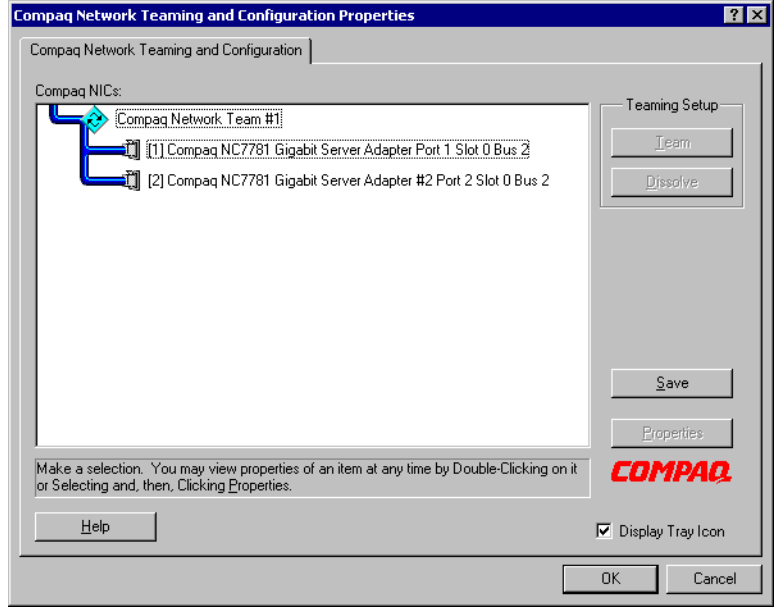 Compaq Network Teaming and Configuration Properties
Compaq Network Teaming and Configuration
Compaq NICs:
Compaq Network Team #1
[1] Compaq NC7781 Gigabit Server Adapter Port 1 Slot 0 Bus 2
[2] Compaq NC7781 Gigabit Server Adapter #2 Port 2 Slot 0 Bus 2
Teaming Setup
Team
Dissolve
Save
Properties
Make a selection. You may view properties of an item at any time by Double-Clicking on it
or Selecting and, then, Clicking Properties.
COMPAQ
Help
Display Tray Icon
OK
Cancel